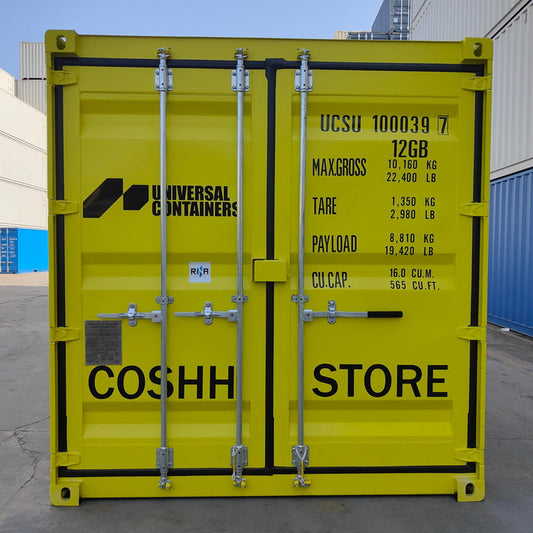 UCSU 100039 7
12GB
MAX.GROSS 10,160 KG
22,400 LB
TARE 1,350 KG
2,980 LB
PAYLOAD 8,810 KG
19,420 LB
CU.CAP. 16.0 CU.M.
565 CU.FT.
UNIVERSAL
CONTAINERS
COSHH STORE